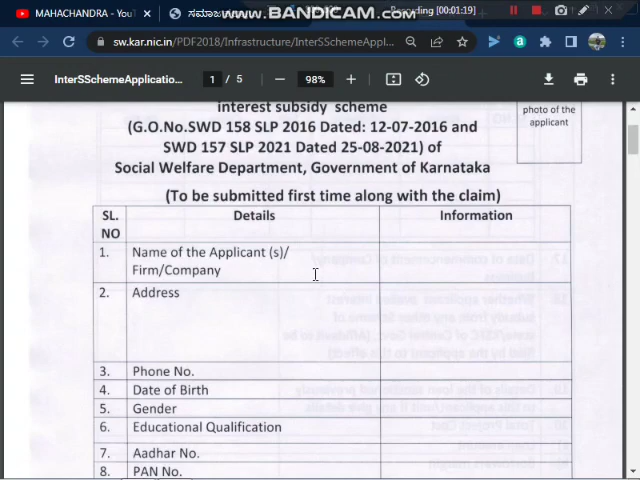 MAHACHANDRA - YouT
ಸಮಾಜ
WWW.BANDICAM.COM
Recording [00:01:19]
sw.kar.nic.in/PDF2018/Infrastructure/InterSSchemeAppl...
InterSSchemeApplicatio...
1 / 5
98%
interest subsidy scheme
(G.O.No.SWD 158 SLP 2016 Dated: 12-07-2016 and
SWD 157 SLP 2021 Dated 25-08-2021) of
Social Welfare Department, Government of Karnataka
photo of the
applicant
(To be submitted first time along with the claim)
SL.
NO
Details
Information
1.
Name of the Applicant (s)/
Firm/Company
2.
Address
3.
Phone No.
4.
Date of Birth
5.
Gender
6.
Educational Qualification
7.
Aadhar No.
8.
PAN No.